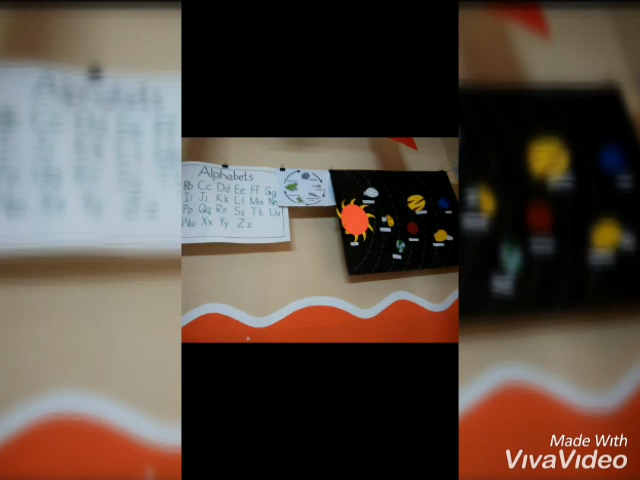 Alphabets
Bb Cc Dd Ee Ff Gg
Ii Jj Kk Ll Mm Nn
Pp Qq Rr Ss Tt Uu
Ww Xx Yy Zz
Made With
VivaVideo